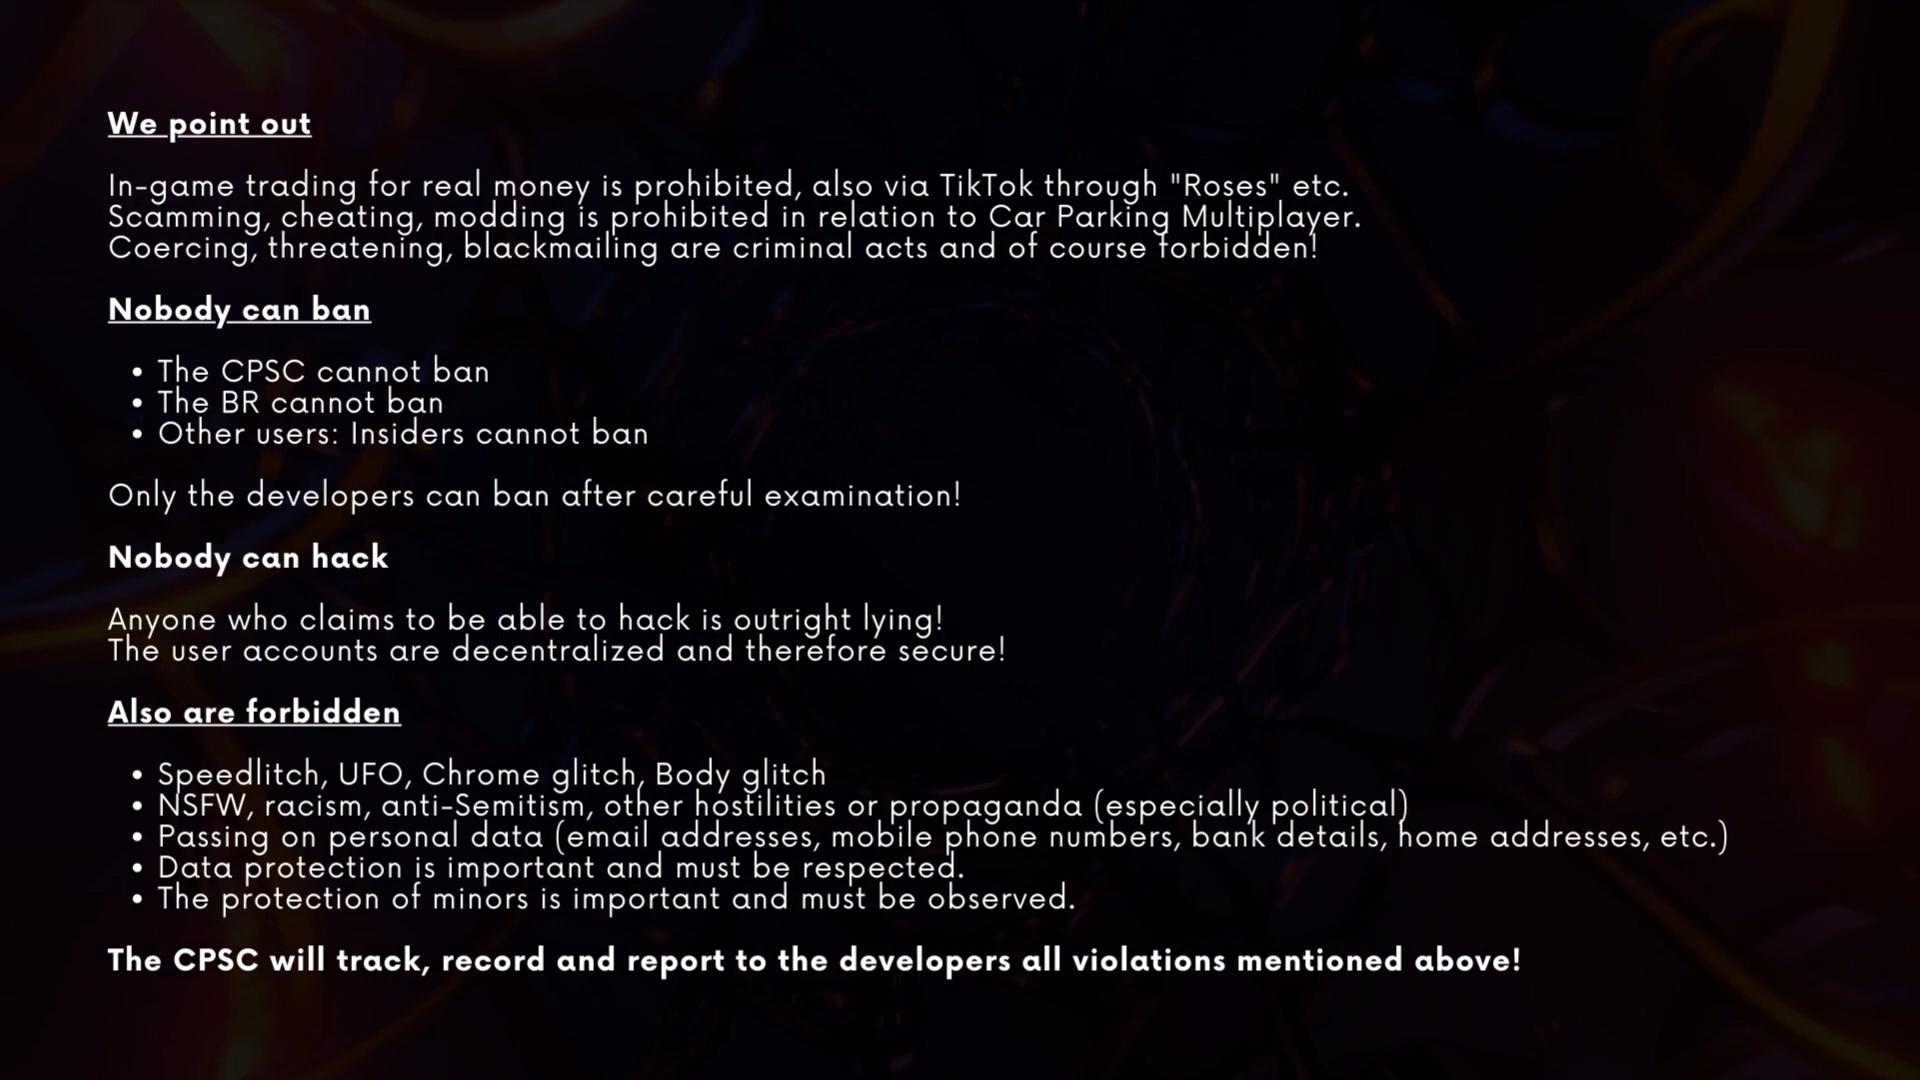 We point out
In-game trading for real money is prohibited, also via TikTok through "Roses" etc.
Scamming, cheating, modding is prohibited in relation to Car Parking Multiplayer.
Coercing, threatening, blackmailing are criminal acts and of course forbidden!
Nobody can ban
• The CPSC cannot ban
• The BR cannot ban
• Other users: Insiders cannot ban
Only the developers can ban after careful examination!
Nobody can hack
Anyone who claims to be able to hack is outright lying!
The user accounts are decentralized and therefore secure!
Also are forbidden
• Speedlitch, UFO, Chrome glitch, Body glitch
• NSFW, racism, anti-Semitism, other hostilities or propaganda (especially political)
• Passing on personal data (email addresses, mobile phone numbers, bank details, home addresses, etc.)
• Data protection is important and must be respected.
• The protection of minors is important and must be observed.
The CPSC will track, record and report to the developers all violations mentioned above!